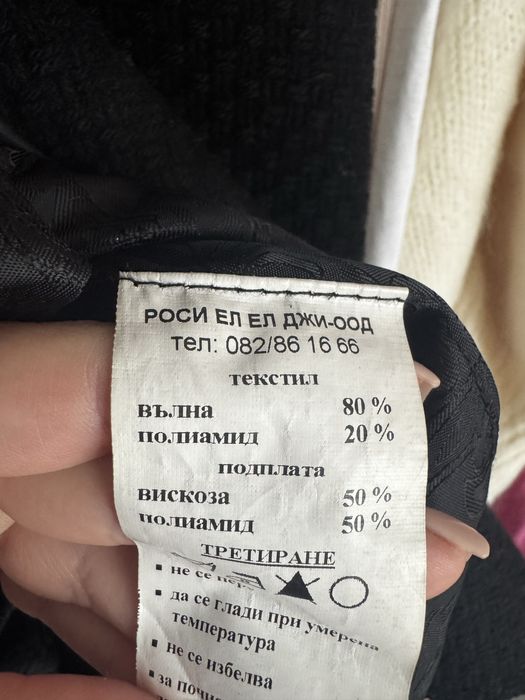 РОСИ ЕЛ ЕЛ ДЖИ-ООД
тел: 082/86 16 66
текстил
вълна 80 %
полиамид 20 %
подплата
вискоза 50 %
полиамид 50 %
ТРЕТИРАНЕ
▪ не се
▪ да се глади при умерена
температура
▪ не се избелва
▪ за